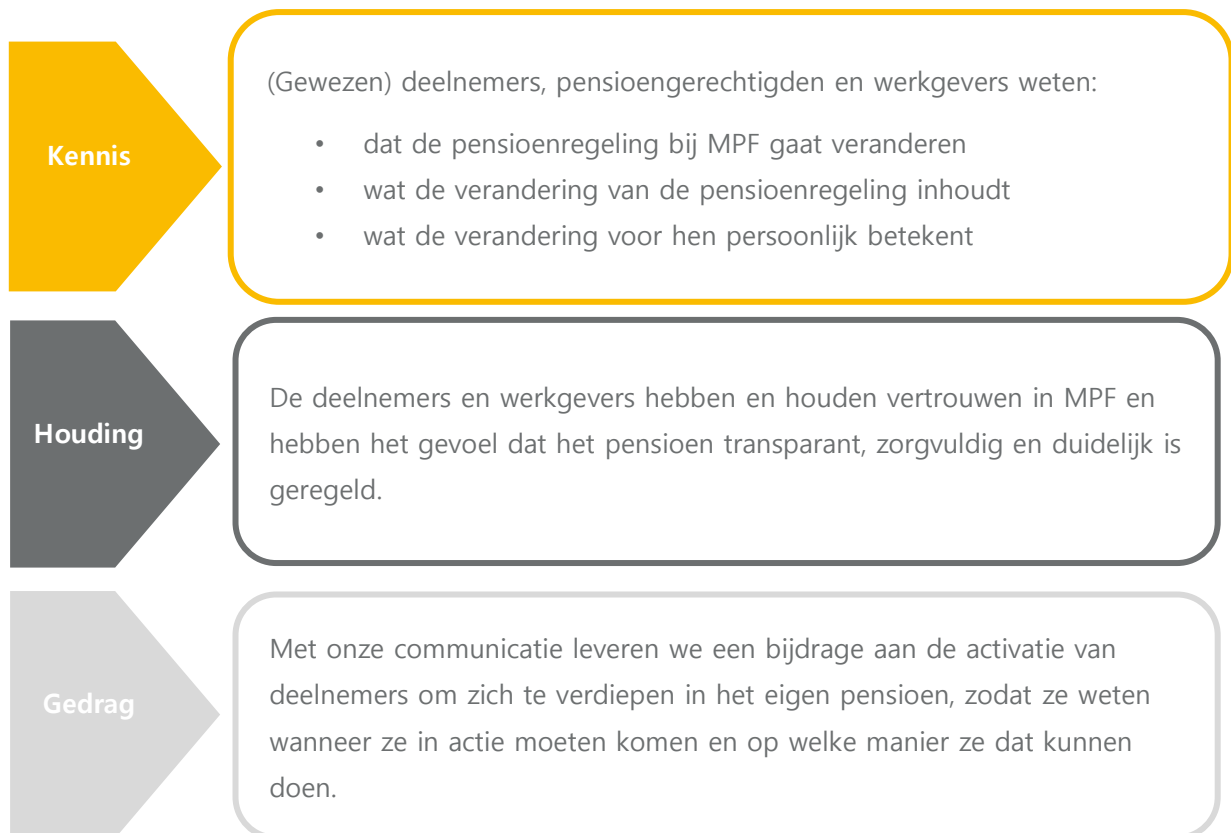 Kennis
(Gewezen) deelnemers, pensioengerechtigden en werkgevers weten:
• dat de pensioenregeling bij MPF gaat veranderen
• wat de verandering van de pensioenregeling inhoudt
• wat de verandering voor hen persoonlijk betekent
Houding
De deelnemers en werkgevers hebben en houden vertrouwen in MPF en
hebben het gevoel dat het pensioen transparant, zorgvuldig en duidelijk is
geregeld.
Gedrag
Met onze communicatie leveren we een bijdrage aan de activatie van
deelnemers om zich te verdiepen in het eigen pensioen, zodat ze weten
wanneer ze in actie moeten komen en op welke manier ze dat kunnen
doen.